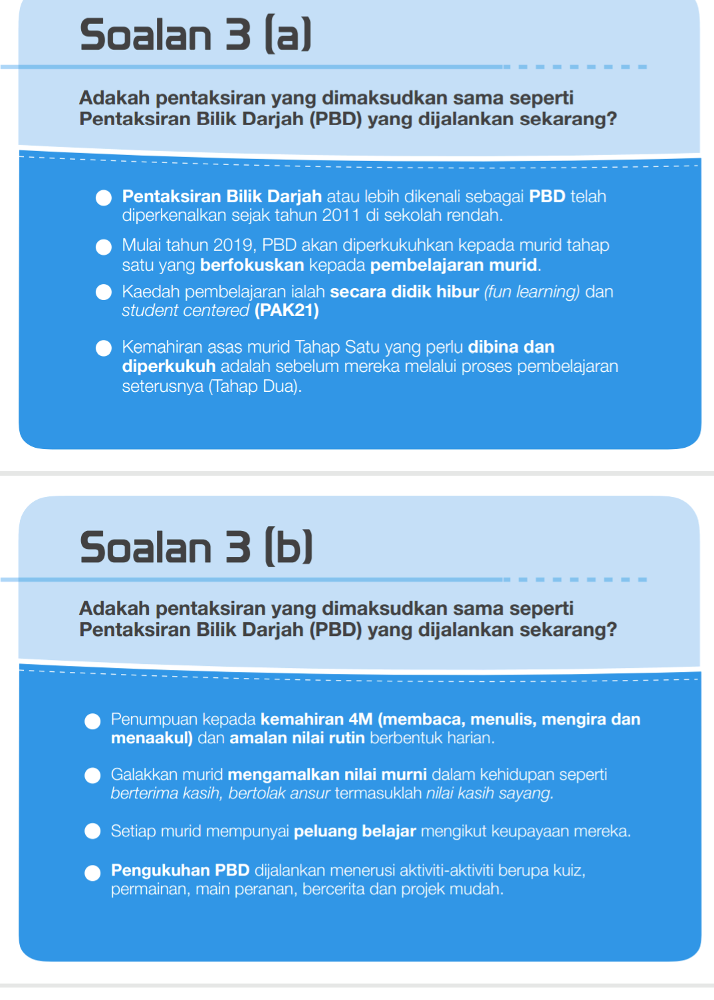 Soalan 3 (a)
Adakah pentaksiran yang dimaksudkan sama seperti
Pentaksiran Bilik Darjah (PBD) yang dijalankan sekarang?
Pentaksiran Bilik Darjah atau lebih dikenali sebagai PBD telah
diperkenalkan sejak tahun 2011 di sekolah rendah.
Mulai tahun 2019, PBD akan diperkukuhkan kepada murid tahap
satu yang berfokuskan kepada pembelajaran murid.
Kaedah pembelajaran ialah secara didik hibur (fun learning) dan
student centered (PAK21)
Kemahiran asas murid Tahap Satu yang perlu dibina dan
diperkukuh adalah sebelum mereka melalui proses pembelajaran
seterusnya (Tahap Dua).
Soalan 3 (b)
Adakah pentaksiran yang dimaksudkan sama seperti
Pentaksiran Bilik Darjah (PBD) yang dijalankan sekarang?
Penumpuan kepada kemahiran 4M (membaca, menulis, mengira dan
menaakul) dan amalan nilai rutin berbentuk harian.
Galakkan murid mengamalkan nilai murni dalam kehidupan seperti
berterima kasih, bertolak ansur termasuklah nilai kasih sayang.
Setiap murid mempunyai peluang belajar mengikut keupayaan mereka.
Pengukuhan PBD dijalankan menerusi aktiviti-aktiviti berupa kuiz,
permainan, main peranan, bercerita dan projek mudah.